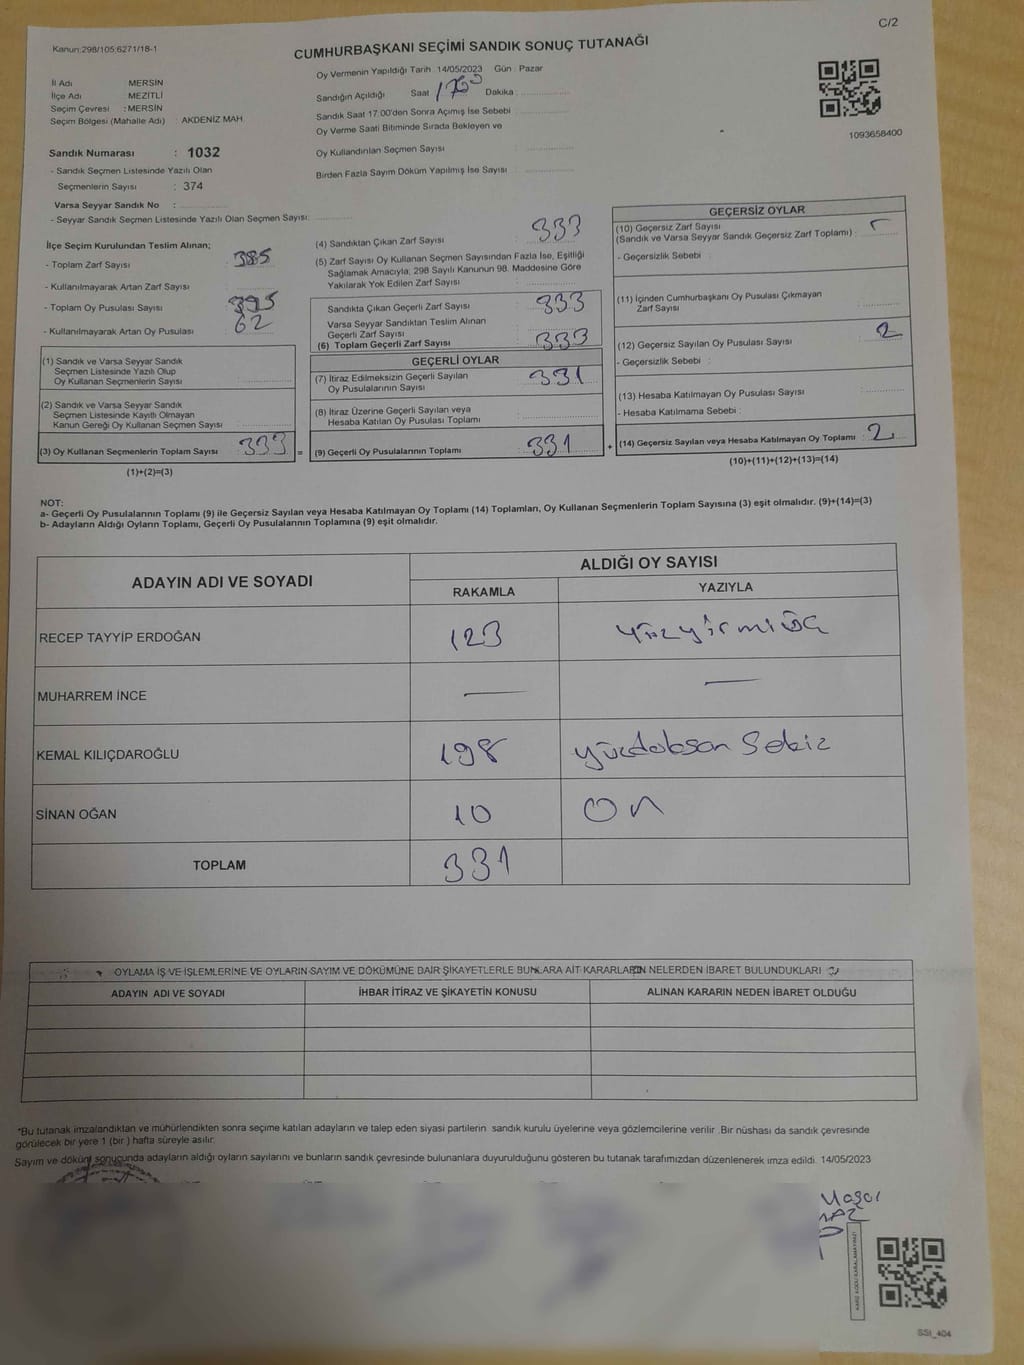 C/2
Kanun:298/105;6271/18-1
CUMHURBAŞKANI SEÇİMİ SANDIK SONUÇ TUTANAĞI
İl Adı MERSİN
İlçe Adı MEZİTLİ
Seçim Çevresi : MERSİN
Seçim Bölgesi (Mahalle Adı) : AKDENİZ MAH.
Oy Vermenin Yapıldığı Tarih : 14/05/2023 Gün : Pazar
Sandığın Açıldığı Saat Dakika
Sandık Saat 17:00'den Sonra Açımış İse Sebebi
Oy Verme Saati Bitiminde Sırada Bekleyen ve
Oy Kullandırılan Seçmen Sayısı
Birden Fazla Sayım Döküm Yapılmış İse Sayısı
1093658400
Sandık Numarası : 1032
- Sandık Seçmen Listesinde Yazılı Olan
Seçmenlerin Sayısı : 374
Varsa Seyyar Sandık No :
- Seyyar Sandık Seçmen Listesinde Yazılı Olan Seçmen Sayısı:
İlçe Seçim Kurulundan Teslim Alınan;
- Toplam Zarf Sayısı : 385
- Kullanılmayarak Artan Zarf Sayısı :
- Toplam Oy Pusulası Sayısı :
- Kullanılmayarak Artan Oy Pusulası : 62
(1) Sandık ve Varsa Seyyar Sandık
Seçmen Listesinde Yazılı Olup
Oy Kullanan Seçmenlerin Sayısı :
(2) Sandık ve Varsa Seyyar Sandık
Seçmen Listesinde Kayıtlı Olmayan
Kanun Gereği Oy Kullanan Seçmen Sayısı :
(3) Oy Kullanan Seçmenlerin Toplam Sayısı : 333
(1)+(2)=(3)
(4) Sandıktan Çıkan Zarf Sayısı : 333
(5) Zarf Sayısı Oy Kullanan Seçmen Sayısından Fazla İse, Eşitliği
Sağlamak Amacıyla, 298 Sayılı Kanunun 98. Maddesine Göre
Yakılarak Yok Edilen Zarf Sayısı :
Sandıkta Çıkan Geçerli Zarf Sayısı : 333
Varsa Seyyar Sandıktan Teslim Alınan
Geçerli Zarf Sayısı :
(6) Toplam Geçerli Zarf Sayısı : 333
GEÇERLİ OYLAR
(7) İtiraz Edilmeksizin Geçerli Sayılan
Oy Pusulalarının Sayısı : 331
(8) İtiraz Üzerine Geçerli Sayılan veya
Hesaba Katılan Oy Pusulası Toplamı :
= (9) Geçerli Oy Pusulalarının Toplamı : 331 +
GEÇERSİZ OYLAR
(10) Geçersiz Zarf Sayısı
(Sandık ve Varsa Seyyar Sandık Geçersiz Zarf Toplamı) :
- Geçersizlik Sebebi :
(11) İçinden Cumhurbaşkanı Oy Pusulası Çıkmayan
Zarf Sayısı :
(12) Geçersiz Sayılan Oy Pusulası Sayısı : 2
- Geçersizlik Sebebi :
(13) Hesaba Katılmayan Oy Pusulası Sayısı :
- Hesaba Katılmama Sebebi :
(14) Geçersiz Sayılan veya Hesaba Katılmayan Oy Toplamı : 2
(10)+(11)+(12)+(13)=(14)
NOT:
a- Geçerli Oy Pusulalarının Toplamı (9) ile Geçersiz Sayılan veya Hesaba Katılmayan Oy Toplamı (14) Toplamları, Oy Kullanan Seçmenlerin Toplam Sayısına (3) eşit olmalıdır. (9)+(14)=(3)
b- Adayların Aldığı Oyların Toplamı, Geçerli Oy Pusulalarının Toplamına (9) eşit olmalıdır.
ADAYIN ADI VE SOYADI
ALDIĞI OY SAYISI
RAKAMLA YAZIYLA
RECEP TAYYİP ERDOĞAN 123 Yüzyirmiüç
MUHARREM İNCE — —
KEMAL KILIÇDAROĞLU 198 yüzdoksan Sekiz
SİNAN OĞAN 10 on
TOPLAM 331
OYLAMA İŞ VE İŞLEMLERİNE VE OYLARIN SAYIM VE DÖKÜMÜNE DAİR ŞİKAYETLERLE BUNLARA AİT KARARLARIN NELERDEN İBARET BULUNDUKLARI
ADAYIN ADI VE SOYADI İHBAR İTİRAZ VE ŞİKAYETİN KONUSU ALINAN KARARIN NEDEN İBARET OLDUĞU
*Bu tutanak imzalandıktan ve mühürlendikten sonra seçime katılan adayların ve talep eden siyasi partilerin sandık kurulu üyelerine veya gözlemcilerine verilir. Bir nüshası da sandık çevresinde
görülecek bir yere 1 (bir) hafta süreyle asılır.
Sayım ve döküm sonucunda adayların aldığı oyların sayılarını ve bunların sandık çevresinde bulunanlara duyurulduğunu gösteren bu tutanak tarafımızdan düzenlenerek imza edildi. 14/05/2023
Yaşar
KARE KODU KARALAMAYINIZ!
SSI_404